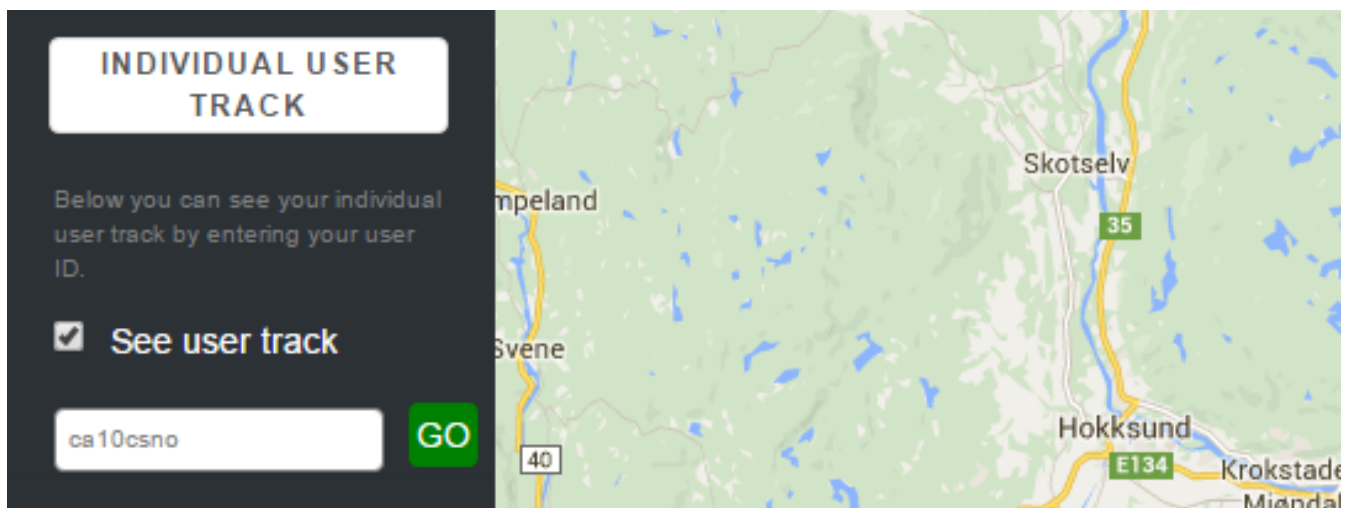 INDIVIDUAL USER
TRACK
Below you can see your individual
user track by entering your user
ID.
See user track
ca10csno
GO
Skotselv
mpeland
35
Svene
Hokksund
40
E134
Krokstade
Mjøndal